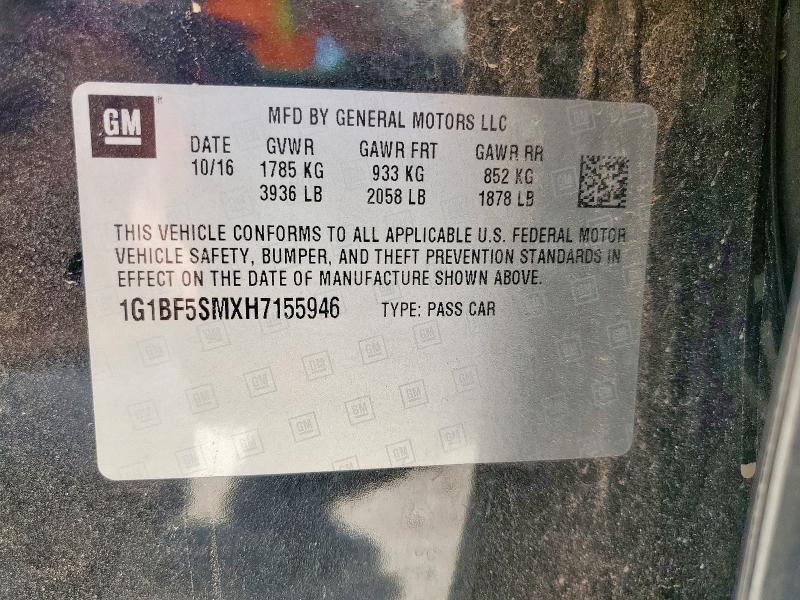 GM
MFD BY GENERAL MOTORS LLC
DATE GVWR GAWR FRT GAWR RR
10/16 1785 KG 933 KG 852 KG
3936 LB 2058 LB 1878 LB
THIS VEHICLE CONFORMS TO ALL APPLICABLE U.S. FEDERAL MOTOR
VEHICLE SAFETY, BUMPER, AND THEFT PREVENTION STANDARDS IN
EFFECT ON THE DATE OF MANUFACTURE SHOWN ABOVE.
1G1BF5SMXH7155946 TYPE: PASS CAR